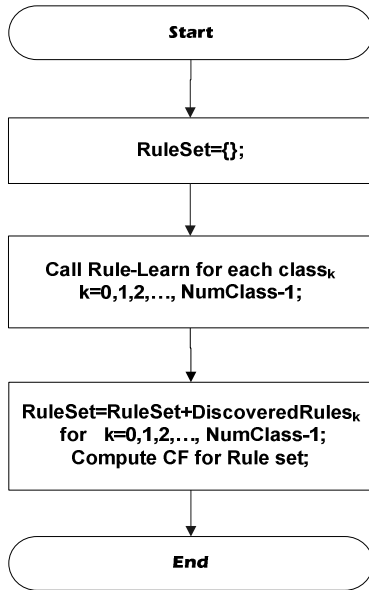 Start
RuleSet={};
Call Rule-Learn for each classₖ
k=0,1,2,…, NumClass-1;
RuleSet=RuleSet+DiscoveredRulesₖ
for k=0,1,2,…, NumClass-1;
Compute CF for Rule set;
End